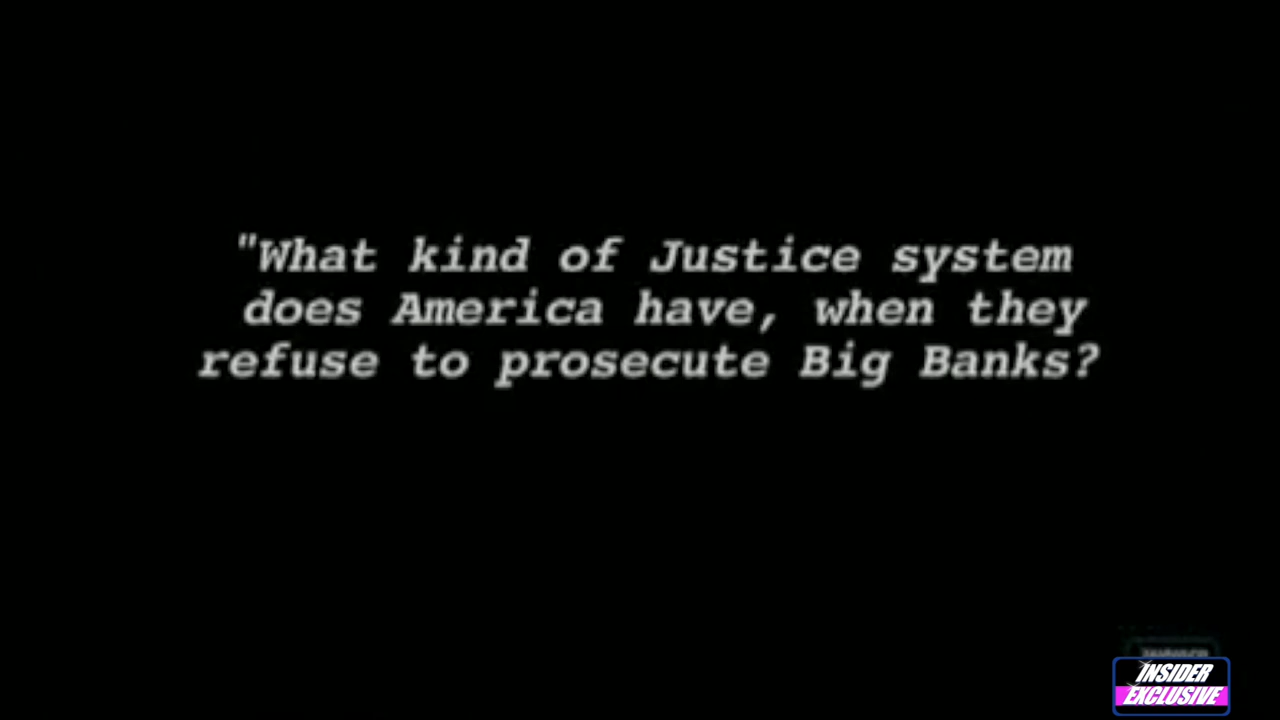 "What kind of Justice system
does America have, when they
refuse to prosecute Big Banks?
INSIDER
EXCLUSIVE